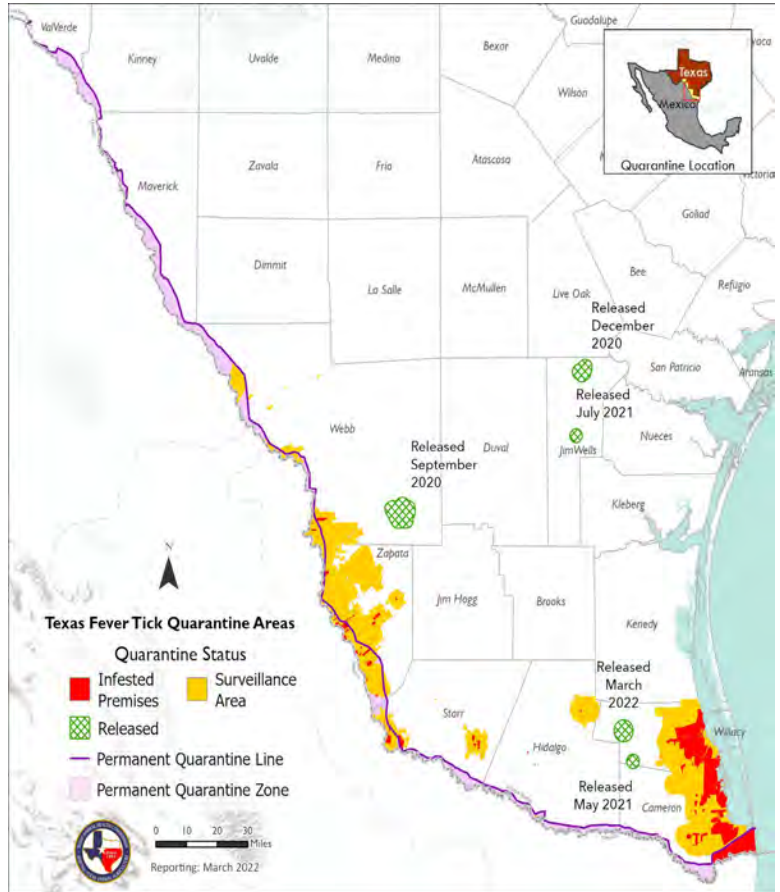 ValVerde
Kinney
Uvalde
Medina
Bexor
Guadalupe
Wilson
Texas
Mexico
Quarantine Location
Maverick
Zavala
Frio
Atascosa
Victoria
Goliad
Dimmit
La Salle
McMullen
Live Oak
Bee
Refugio
Released
December
2020
San Patricio
Aransas
Released
July 2021
Webb
Duval
JimWells
Nueces
Released
September
2020
Kleberg
Zapata
N
Jim Hogg
Brooks
Kenedy
Texas Fever Tick Quarantine Areas
Quarantine Status
Infested
Premises
Surveillance
Area
Released
Permanent Quarantine Line
Permanent Quarantine Zone
Released
March
2022
Starr
Hidalgo
Willacy
Released
May 2021
Cameron
0 10 20 30
Miles
Reporting: March 2022